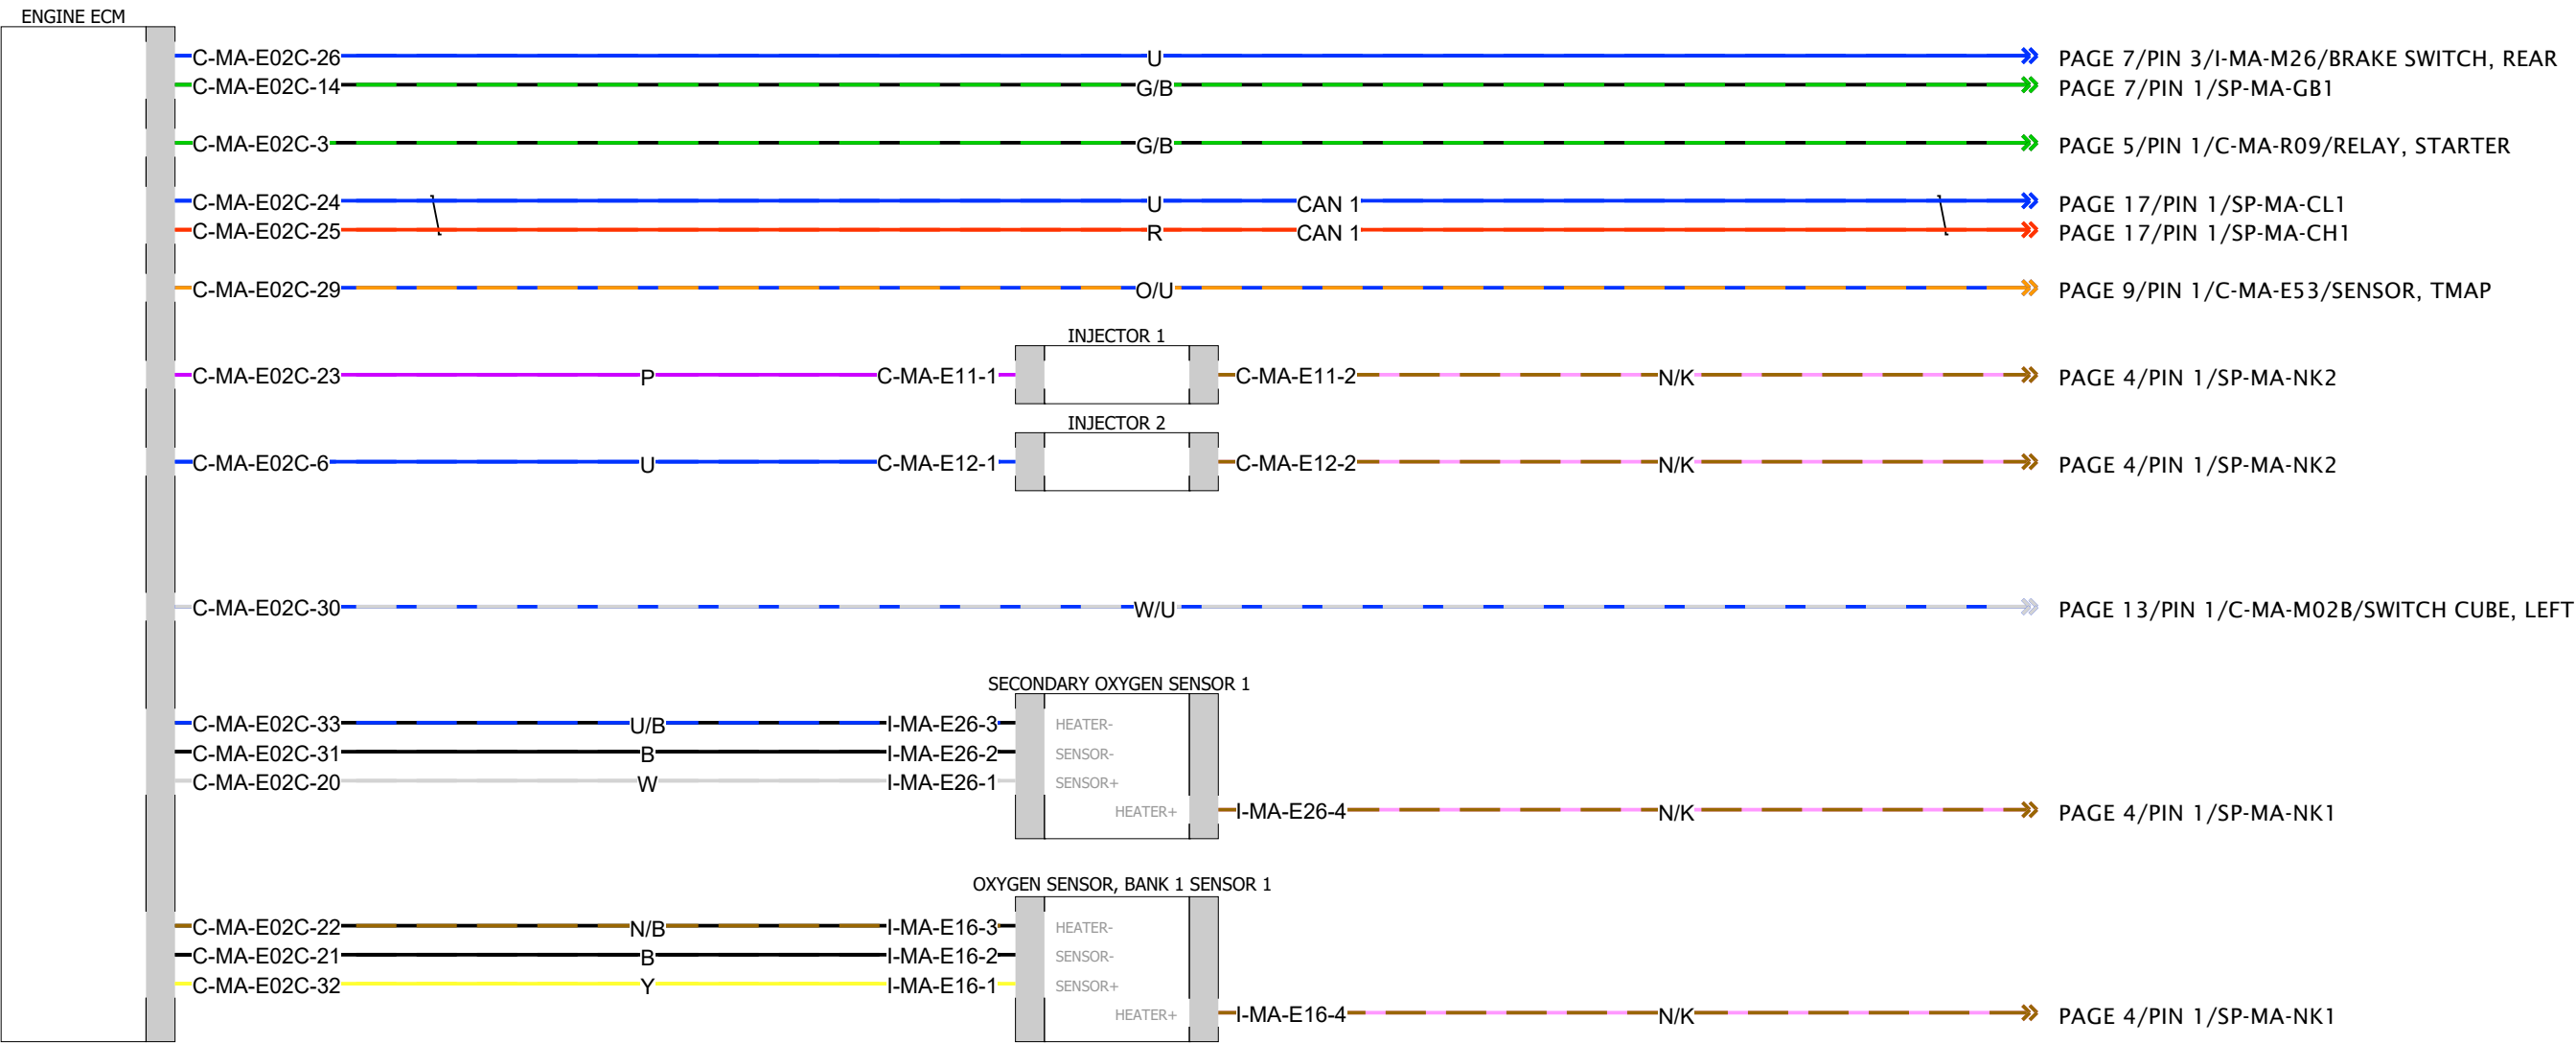 ENGINE ECM
C-MA-E02C-26 U PAGE 7/PIN 3/I-MA-M26/BRAKE SWITCH, REAR
C-MA-E02C-14 G/B PAGE 7/PIN 1/SP-MA-GB1
C-MA-E02C-3 G/B PAGE 5/PIN 1/C-MA-R09/RELAY, STARTER
C-MA-E02C-24 U CAN 1 PAGE 17/PIN 1/SP-MA-CL1
C-MA-E02C-25 R CAN 1 PAGE 17/PIN 1/SP-MA-CH1
C-MA-E02C-29 O/U PAGE 9/PIN 1/C-MA-E53/SENSOR, TMAP
INJECTOR 1
C-MA-E02C-23 P C-MA-E11-1 C-MA-E11-2 N/K PAGE 4/PIN 1/SP-MA-NK2
INJECTOR 2
C-MA-E02C-6 U C-MA-E12-1 C-MA-E12-2 N/K PAGE 4/PIN 1/SP-MA-NK2
C-MA-E02C-30 W/U PAGE 13/PIN 1/C-MA-M02B/SWITCH CUBE, LEFT
SECONDARY OXYGEN SENSOR 1
C-MA-E02C-33 U/B I-MA-E26-3 HEATER-
C-MA-E02C-31 B I-MA-E26-2 SENSOR-
C-MA-E02C-20 W I-MA-E26-1 SENSOR+
HEATER+ I-MA-E26-4 N/K PAGE 4/PIN 1/SP-MA-NK1
OXYGEN SENSOR, BANK 1 SENSOR 1
C-MA-E02C-22 N/B I-MA-E16-3 HEATER-
C-MA-E02C-21 B I-MA-E16-2 SENSOR-
C-MA-E02C-32 Y I-MA-E16-1 SENSOR+
HEATER+ I-MA-E16-4 N/K PAGE 4/PIN 1/SP-MA-NK1